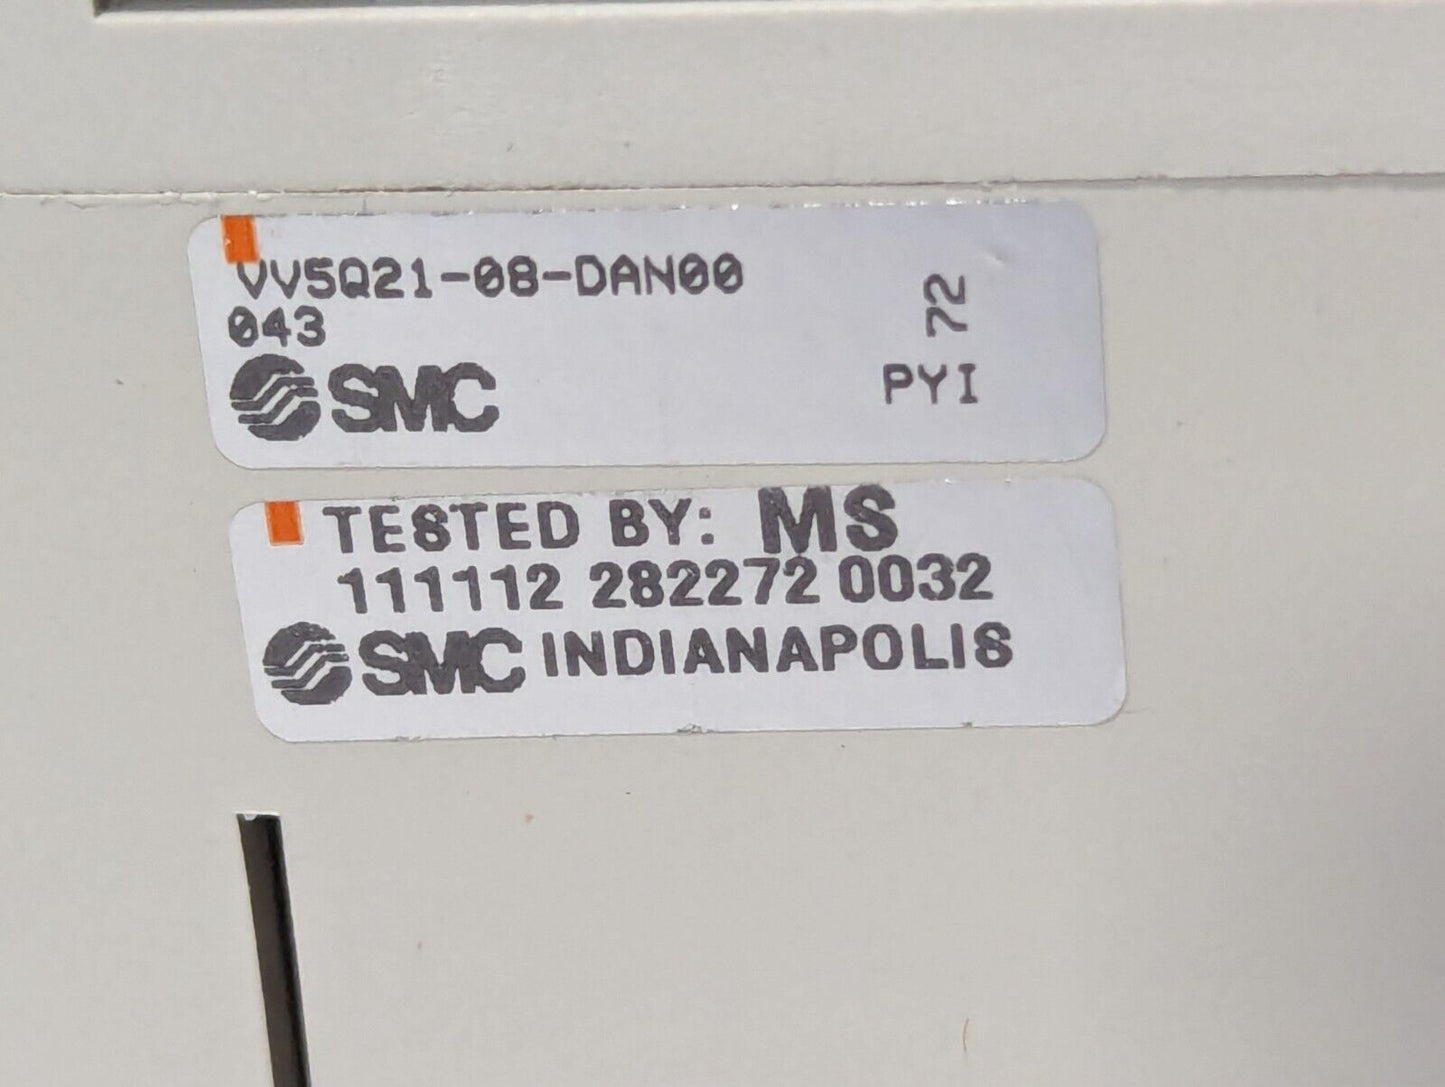 VV5Q21-08-DAN00
043
72
SMC
PYI
TESTED BY: MS
111112 282272 0032
SMC INDIANAPOLIS